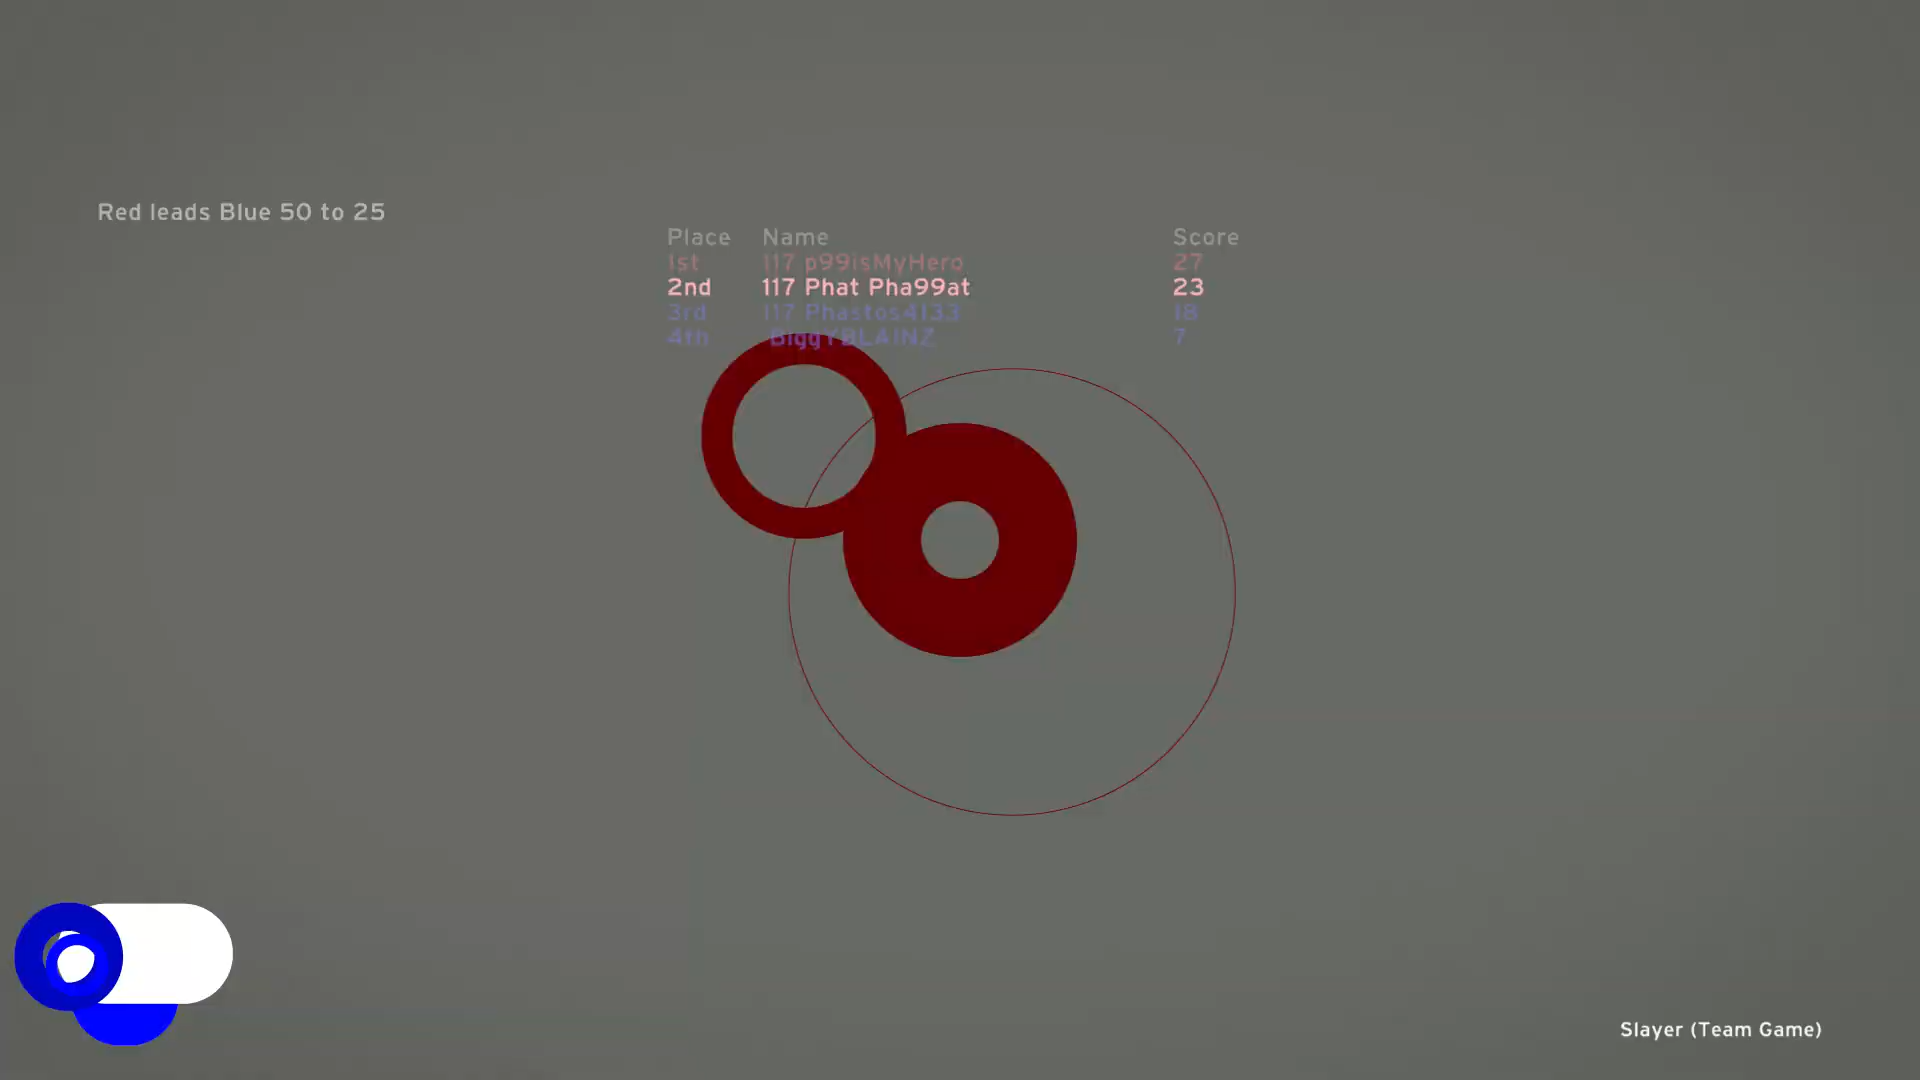 Red leads Blue 50 to 25
Place Name Score
1st 117 p99isMyHero 27
2nd 117 Phat Pha99at 23
3rd 117 Phastos4133 18
4th BiggYBLAINZ 7
Slayer (Team Game)